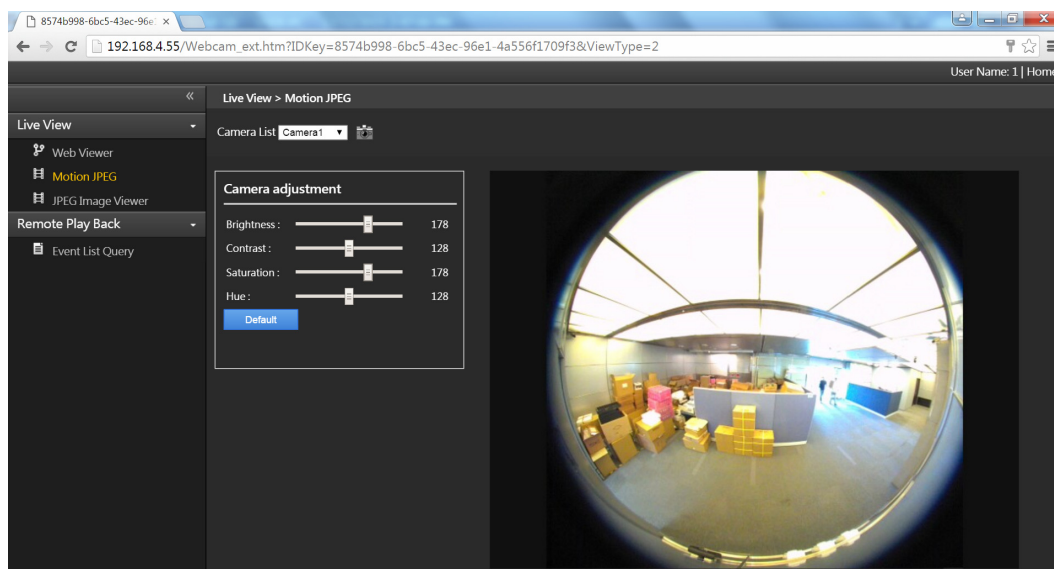 8574b998-6bc5-43ec-96e
192.168.4.55/Webcam_ext.htm?IDKey=8574b998-6bc5-43ec-96e1-4a556f1709f3&ViewType=2
User Name: 1 | Home
«
Live View > Motion JPEG
Live View
Camera List Camera1
Web Viewer
Motion JPEG
JPEG Image Viewer
Remote Play Back
Event List Query
Camera adjustment
Brightness : 178
Contrast : 128
Saturation : 178
Hue : 128
Default